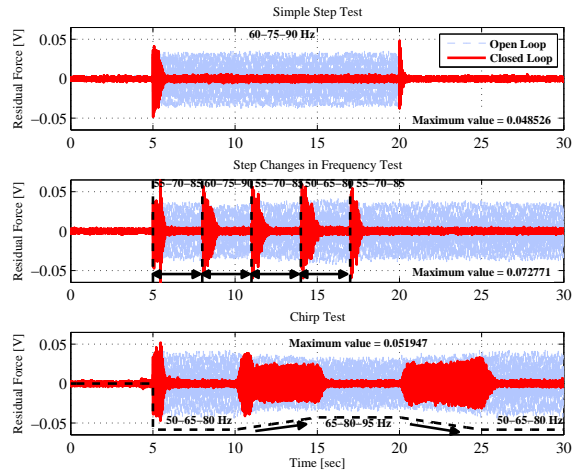 Simple Step Test
60–75–90 Hz
Open Loop
Closed Loop
Residual Force [V]
0.05
0
−0.05
Maximum value = 0.048526
0 5 10 15 20 25 30
Step Changes in Frequency Test
55–70–85 60–75–90 55–70–85 50–65–80 55–70–85
Residual Force [V]
0.05
0
−0.05
Maximum value = 0.072771
0 5 10 15 20 25 30
Chirp Test
Maximum value = 0.051947
Residual Force [V]
0.05
0
−0.05
50–65–80 Hz 65–80–95 Hz 50–65–80 Hz
0 5 10 15 20 25 30
Time [sec]